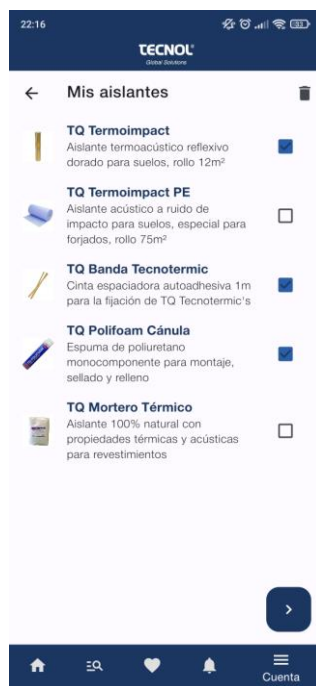 22:16
TECNOL
Global Solutions
Mis aislantes
TQ Termoimpact
Aislante termoacústico reflexivo
dorado para suelos, rollo 12m²
TQ Termoimpact PE
Aislante acústico a ruido de
impacto para suelos, especial para
forjados, rollo 75m²
TQ Banda Tecnotermic
Cinta espaciadora autoadhesiva 1m
para la fijación de TQ Tecnotermic's
TQ Polifoam Cánula
Espuma de poliuretano
monocomponente para montaje,
sellado y relleno
TQ Mortero Térmico
Aislante 100% natural con
propiedades térmicas y acústicas
para revestimientos
Cuenta